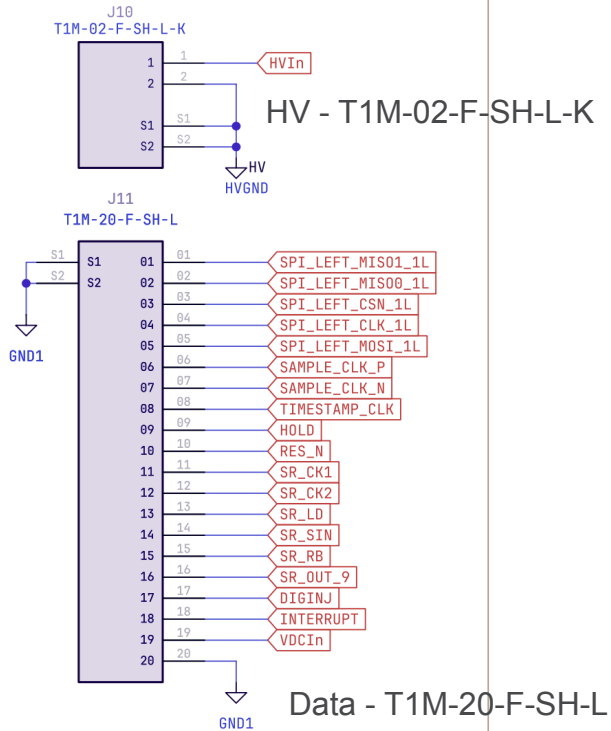 J10
T1M-02-F-SH-L-K
1 1 HVIn
2 2
HV - T1M-02-F-SH-L-K
S1 S1
S2 S2
HV
HVGND
J11
T1M-20-F-SH-L
S1 S1 01 01 SPI_LEFT_MISO1_1L
S2 S2 02 02 SPI_LEFT_MISO0_1L
03 03 SPI_LEFT_CSN_1L
04 04 SPI_LEFT_CLK_1L
05 05 SPI_LEFT_MOSI_1L
GND1
06 06 SAMPLE_CLK_P
07 07 SAMPLE_CLK_N
08 08 TIMESTAMP_CLK
09 09 HOLD
10 10 RES_N
11 11 SR_CK1
12 12 SR_CK2
13 13 SR_LD
14 14 SR_SIN
15 15 SR_RB
16 16 SR_OUT_9
17 17 DIGINJ
18 18 INTERRUPT
19 19 VDCIn
20 20
GND1
Data - T1M-20-F-SH-L